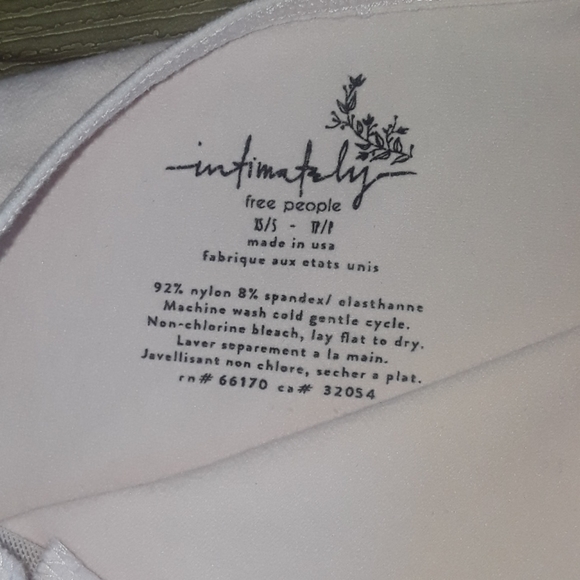 intimately
free people
XS/S - TP/P
made in usa
fabrique aux etats unis
92% nylon 8% spandex/ elasthanne
Machine wash cold gentle cycle.
Non-chlorine bleach, lay flat to dry.
Laver separement a la main.
Javellisant non chlore, secher a plat.
rn# 66170 ca# 32054